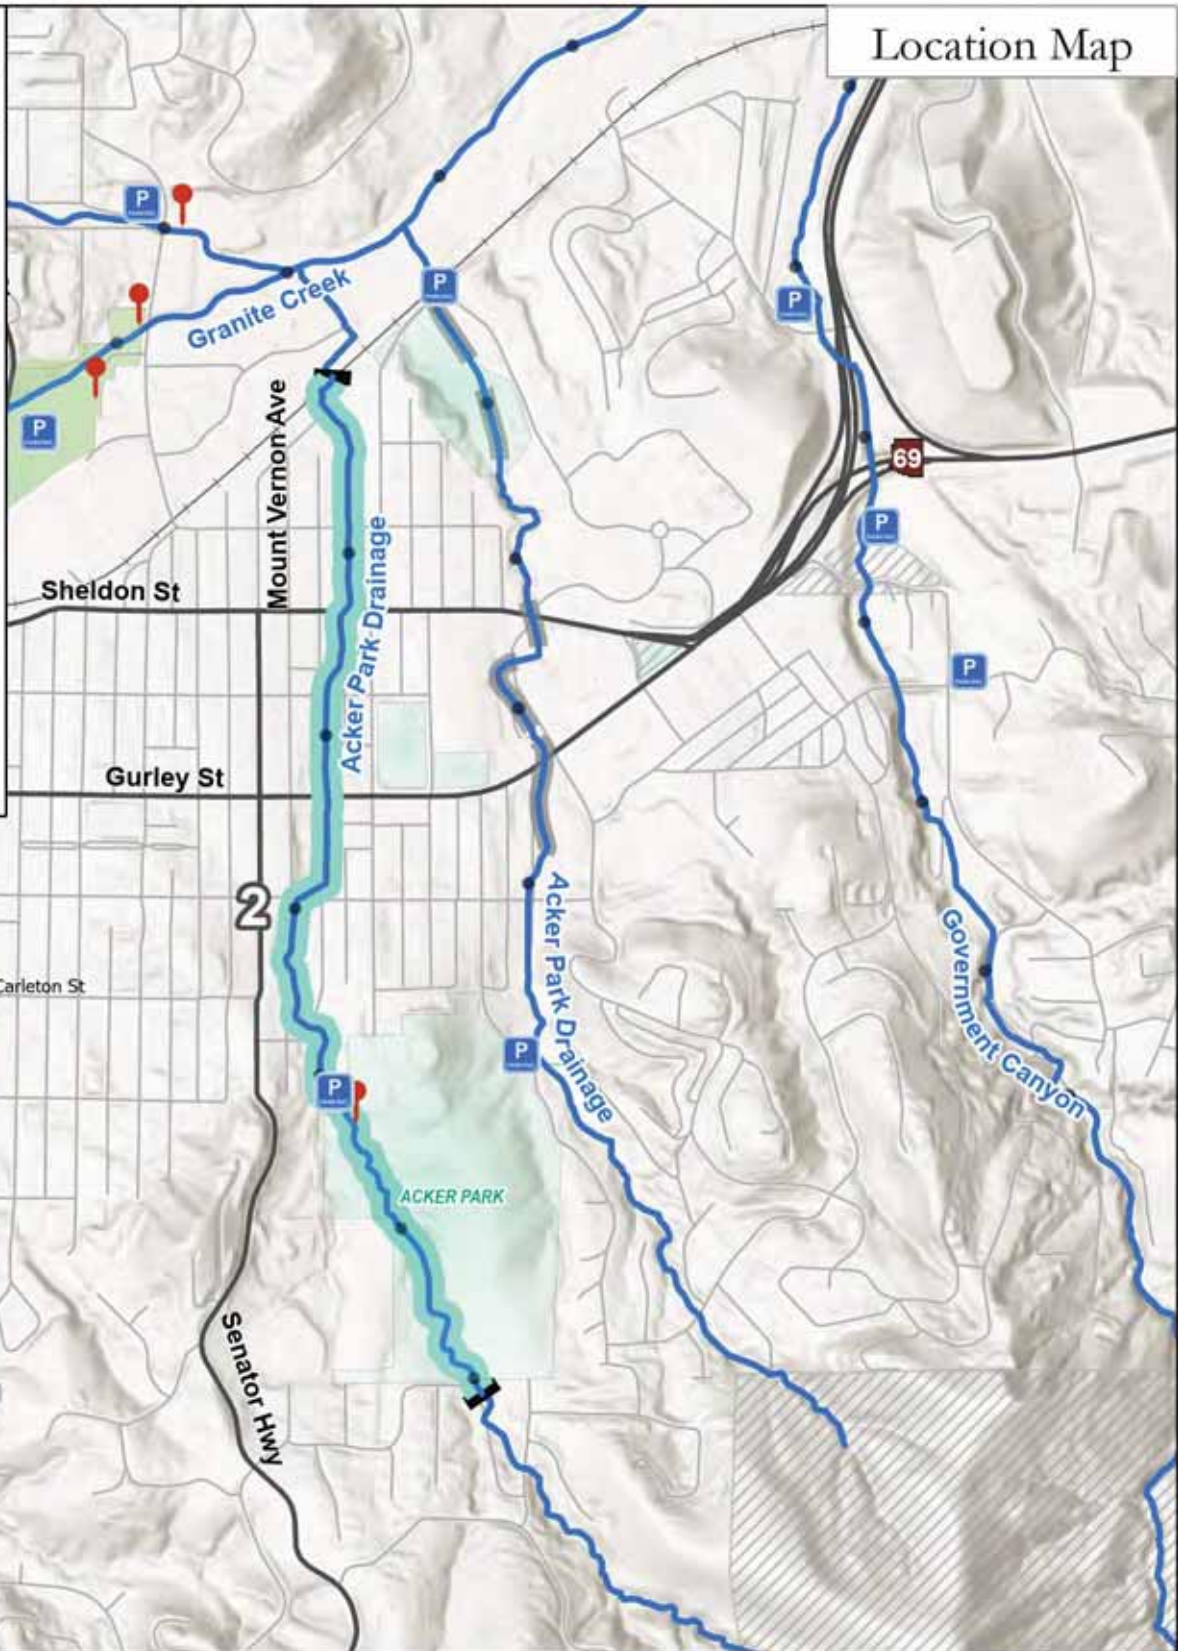 Location Map
P
P
P
P
Granite Creek
P
Mount Vernon Ave
69
P
Acker Park Drainage
Sheldon St
P
Gurley St
2
Acker Park Drainage
Government Canyon
Carleton St
P
P
ACKER PARK
Senator Hwy